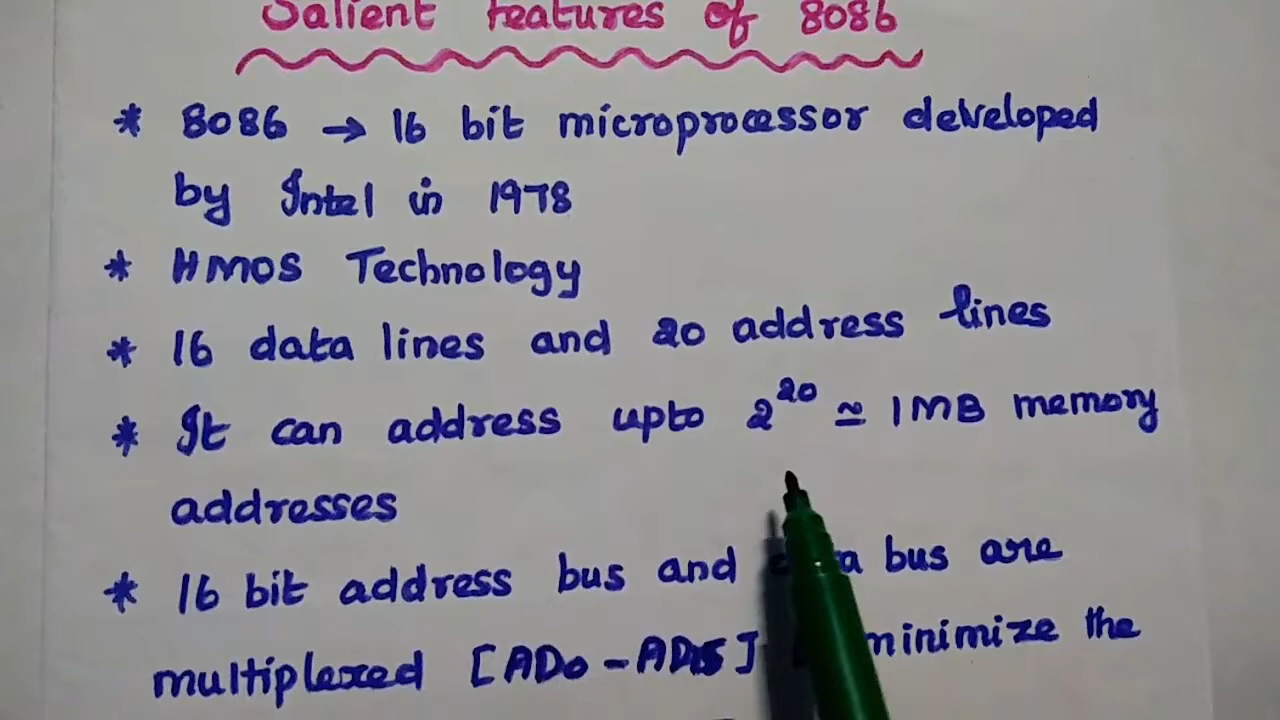 Salient features of 8086
* 8086 → 16 bit microprocessor developed
by Intel in 1978
* HMOS Technology
* 16 data lines and 20 address lines
* It can address upto 2²⁰ ≃ 1MB memory
addresses
* 16 bit address bus and bus are
multiplexed [AD0 - AD15] minimize the